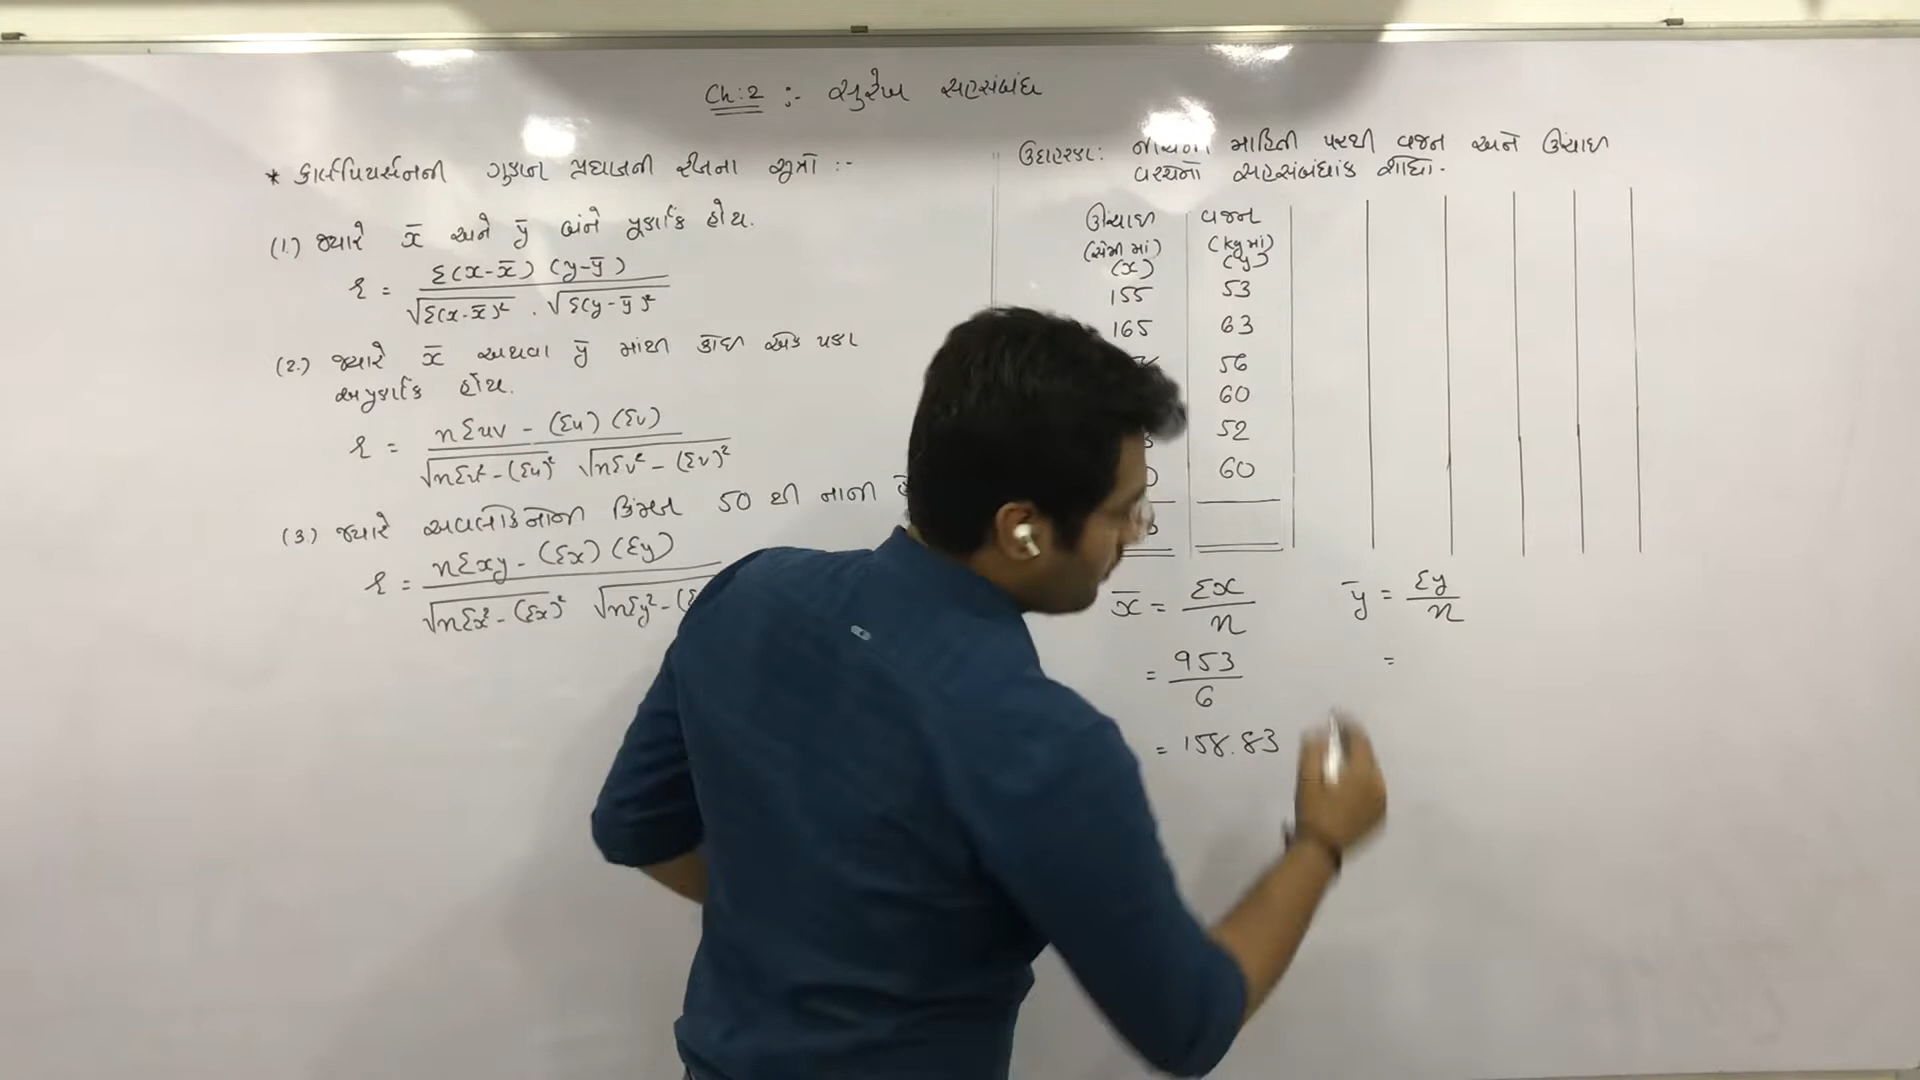 Ch:2 :- સુરેખ સહસંબંધ
* કાર્લપિયર્સનની ગુણાન પ્રઘાતની રીતના સૂત્રો :-
(1.) જ્યારે x̄ અને ȳ બંને પૂર્ણાંક હોય.
r = Σ(x-x̄) (y-ȳ) / √Σ(x-x̄)² . √Σ(y-ȳ)²
(2.) જ્યારે x̄ અથવા ȳ માંથી કોઈ એક પણ
અપૂર્ણાંક હોય.
r = nΣuv - (Σu) (Σv) / √nΣu² - (Σu)² √nΣv² - (Σv)²
(3.) જ્યારે અવલોકનોની કિંમત 50 થી નાની
r = nΣxy - (Σx) (Σy) / √nΣx² - (Σx)² √nΣy² - (Σ
ઉદાહરણ: નીચેની માહિતી પરથી વજન અને ઊંચાઈ
વચ્ચેનો સહસંબંધાંક શોધો.
ઊંચાઈ વજન
(સેમી માં) (kg માં)
(x) (y)
155 53
165 63
56
60
52
60
x̄ = Σx / n ȳ = Σy / n
= 953 / 6 =
= 158.83